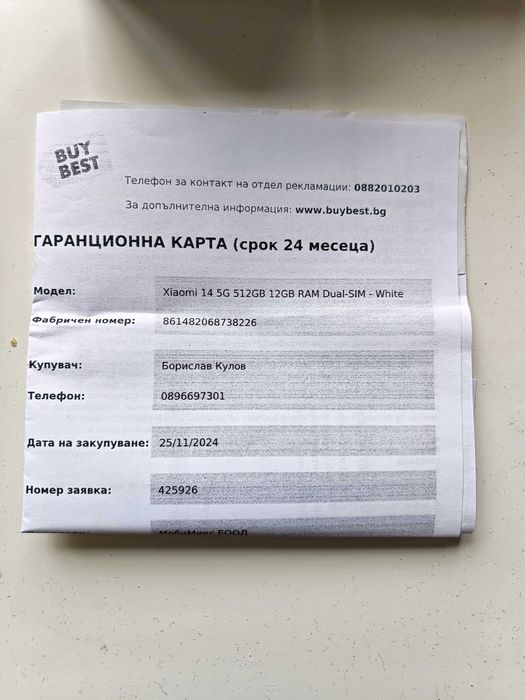 BUY
BEST
Телефон за контакт на отдел рекламации: 0882010203
За допълнителна информация: www.buybest.bg
ГАРАНЦИОННА КАРТА (срок 24 месеца)
Модел: Xiaomi 14 5G 512GB 12GB RAM Dual-SIM - White
Фабричен номер: 861482068738226
Купувач: Борислав Кулов
Телефон: 0896697301
Дата на закупуване: 25/11/2024
Номер заявка: 425926
МобиМикс ЕООД